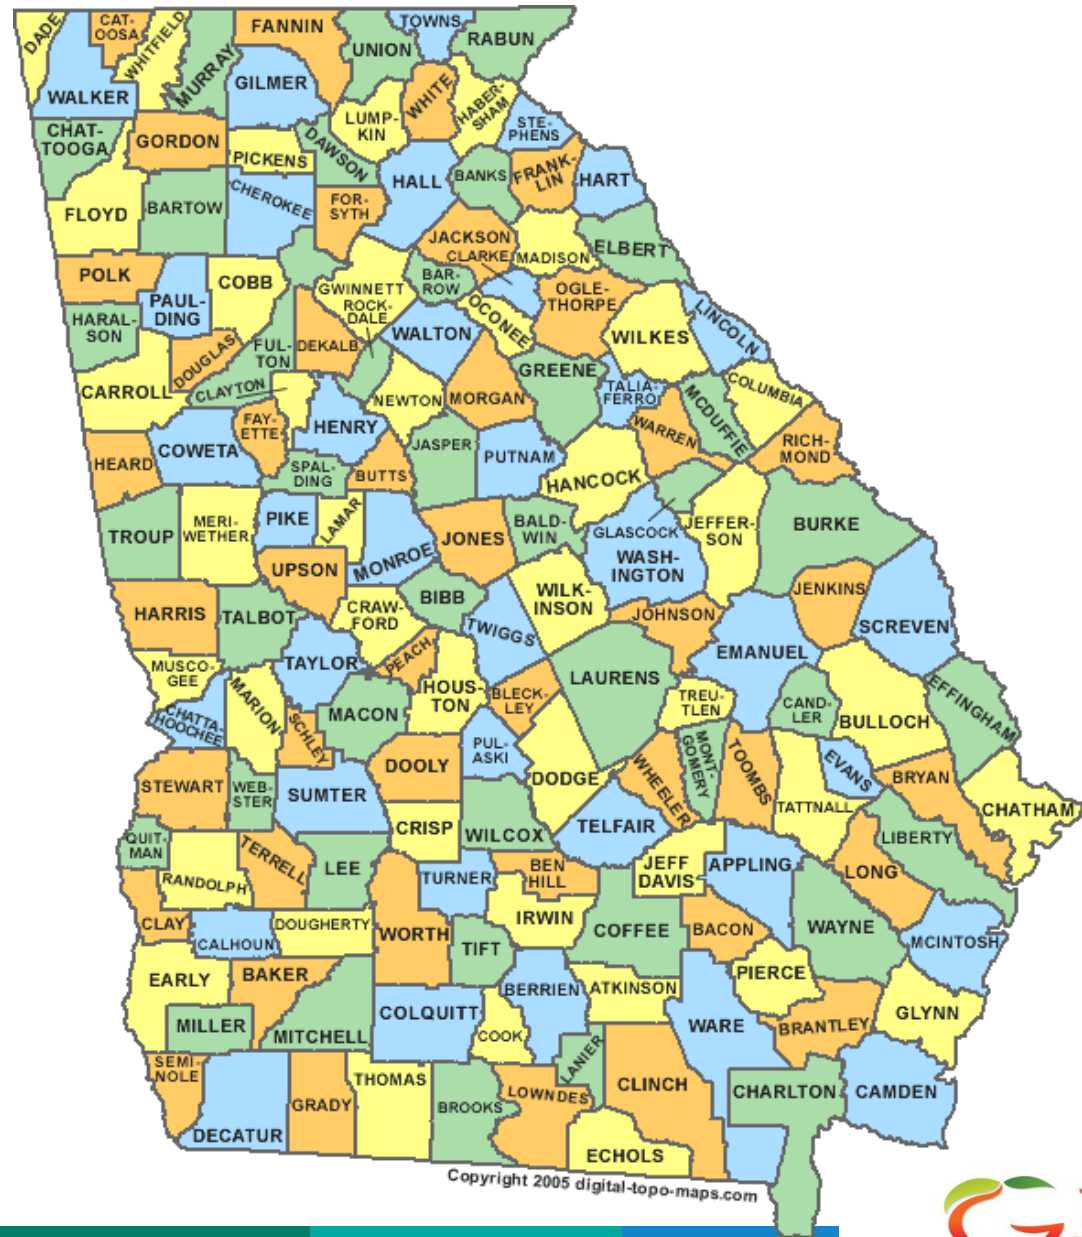 DADE
CAT-
OOSA
WHITFIELD
MURRAY
FANNIN
UNION
TOWNS
RABUN
WALKER
GILMER
WHITE
HABER-
SHAM
LUMP-
KIN
STE-
PHENS
CHAT-
TOOGA
GORDON
PICKENS
DAWSON
HALL
BANKS
FRANK-
LIN
HART
FLOYD
BARTOW
CHEROKEE
FOR-
SYTH
JACKSON
CLARKE
MADISON
ELBERT
POLK
PAUL-
DING
COBB
GWINNETT
BAR-
ROW
OCONEE
OGLE-
THORPE
WILKES
LINCOLN
HARAL-
SON
DOUGLAS
FUL-
TON
DEKALB
ROCK-
DALE
WALTON
GREENE
TALIA-
FERRO
MCDUFFIE
COLUMBIA
CARROLL
CLAYTON
NEWTON
MORGAN
WARREN
RICH-
MOND
COWETA
FAY-
ETTE
HENRY
JASPER
PUTNAM
HANCOCK
HEARD
SPAL-
DING
BUTTS
GLASCOCK
JEFFER-
SON
BURKE
TROUP
MERI-
WETHER
PIKE
LAMAR
MONROE
JONES
BALD-
WIN
WASH-
INGTON
UPSON
BIBB
WILK-
INSON
JOHNSON
JENKINS
SCREVEN
HARRIS
TALBOT
CRAW-
FORD
TWIGGS
EMANUEL
MUSCO-
GEE
TAYLOR
PEACH
HOUS-
TON
BLECK-
LEY
LAURENS
TREU-
TLEN
CAND-
LER
BULLOCH
EFFINGHAM
CHATTA-
HOOCHEE
MARION
SCHLEY
MACON
PUL-
ASKI
DODGE
WHEELER
MONT-
GOMERY
TOOMBS
TATTNALL
EVANS
BRYAN
CHATHAM
STEWART
WEB-
STER
SUMTER
DOOLY
WILCOX
TELFAIR
CRISP
LIBERTY
QUIT-
MAN
RANDOLPH
TERRELL
LEE
TURNER
BEN
HILL
JEFF
DAVIS
APPLING
LONG
CLAY
CALHOUN
DOUGHERTY
WORTH
IRWIN
TIFT
COFFEE
BACON
WAYNE
MCINTOSH
EARLY
BAKER
BERRIEN
ATKINSON
PIERCE
GLYNN
MILLER
MITCHELL
COLQUITT
COOK
WARE
BRANTLEY
SEMI-
NOLE
DECATUR
GRADY
THOMAS
BROOKS
LOWNDES
LANIER
CLINCH
ECHOLS
CHARLTON
CAMDEN
Copyright 2005 digital-topo-maps.com